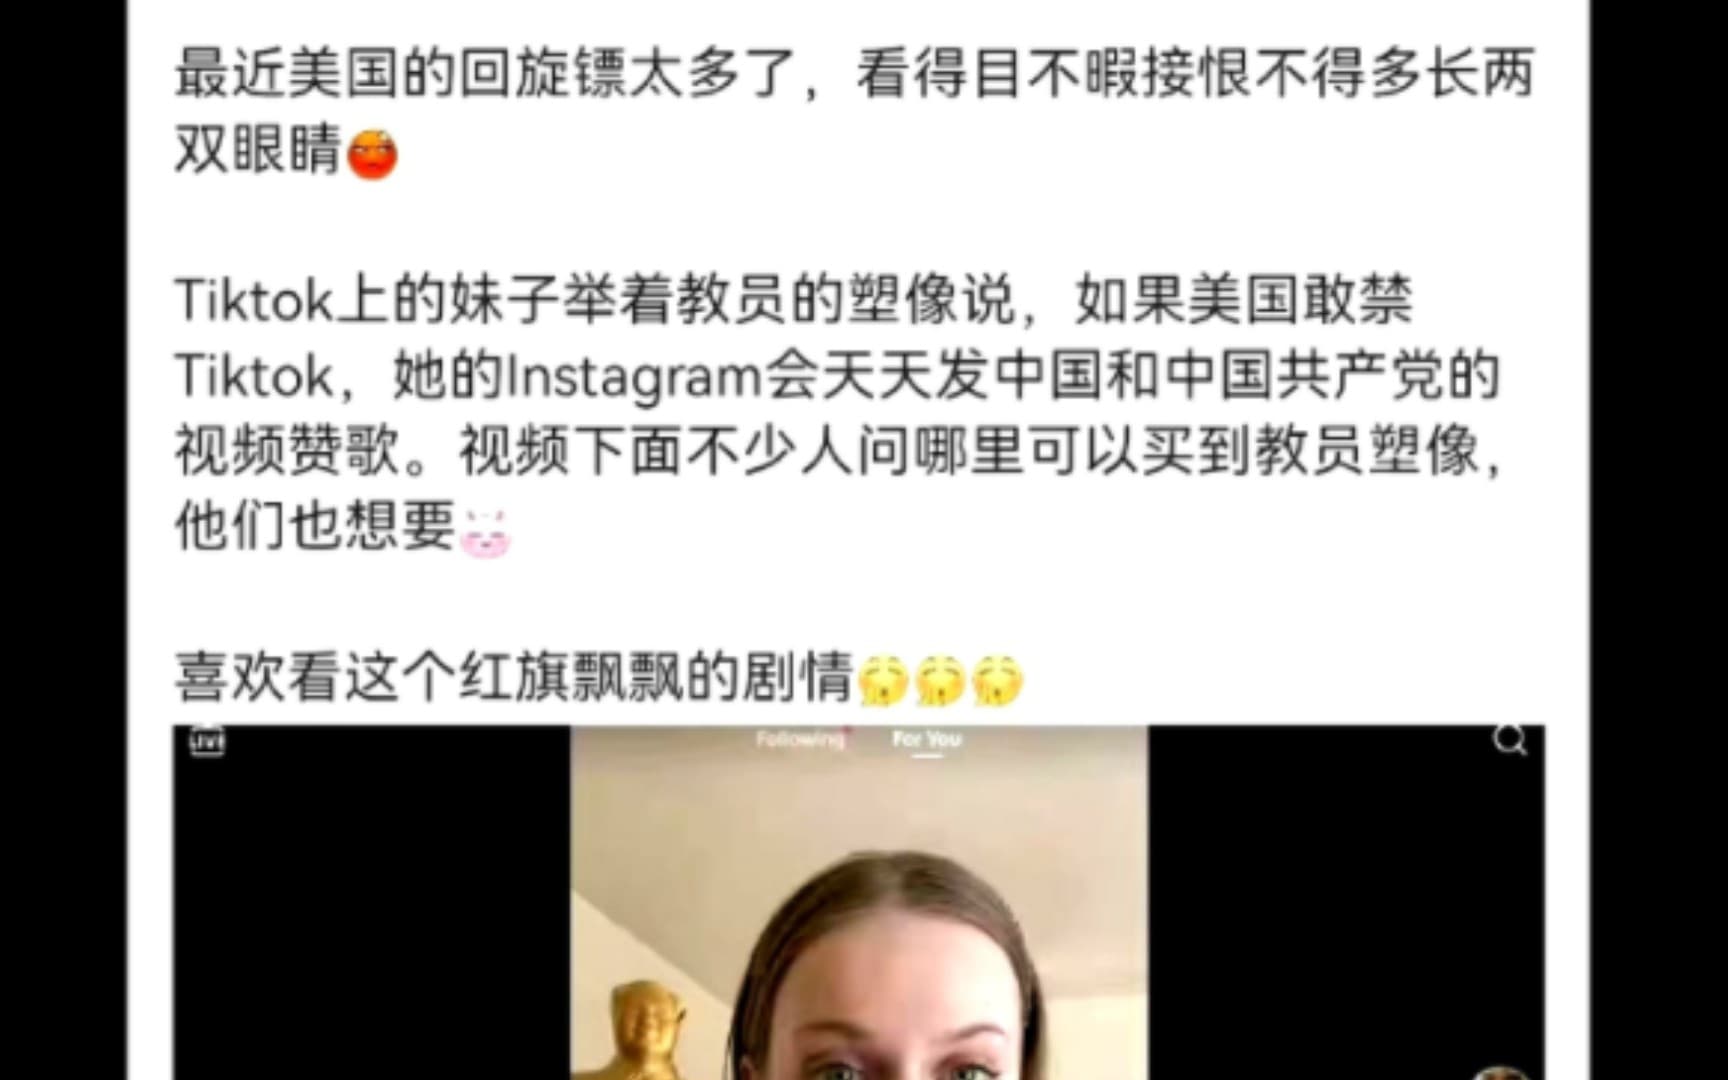 最近美国的回旋镖太多了，看得目不暇接恨不得多长两
双眼睛
Tiktok上的妹子举着教员的塑像说，如果美国敢禁
Tiktok，她的Instagram会天天发中国和中国共产党的
视频赞歌。视频下面不少人问哪里可以买到教员塑像，
他们也想要
喜欢看这个红旗飘飘的剧情
LIVE
Following
For You